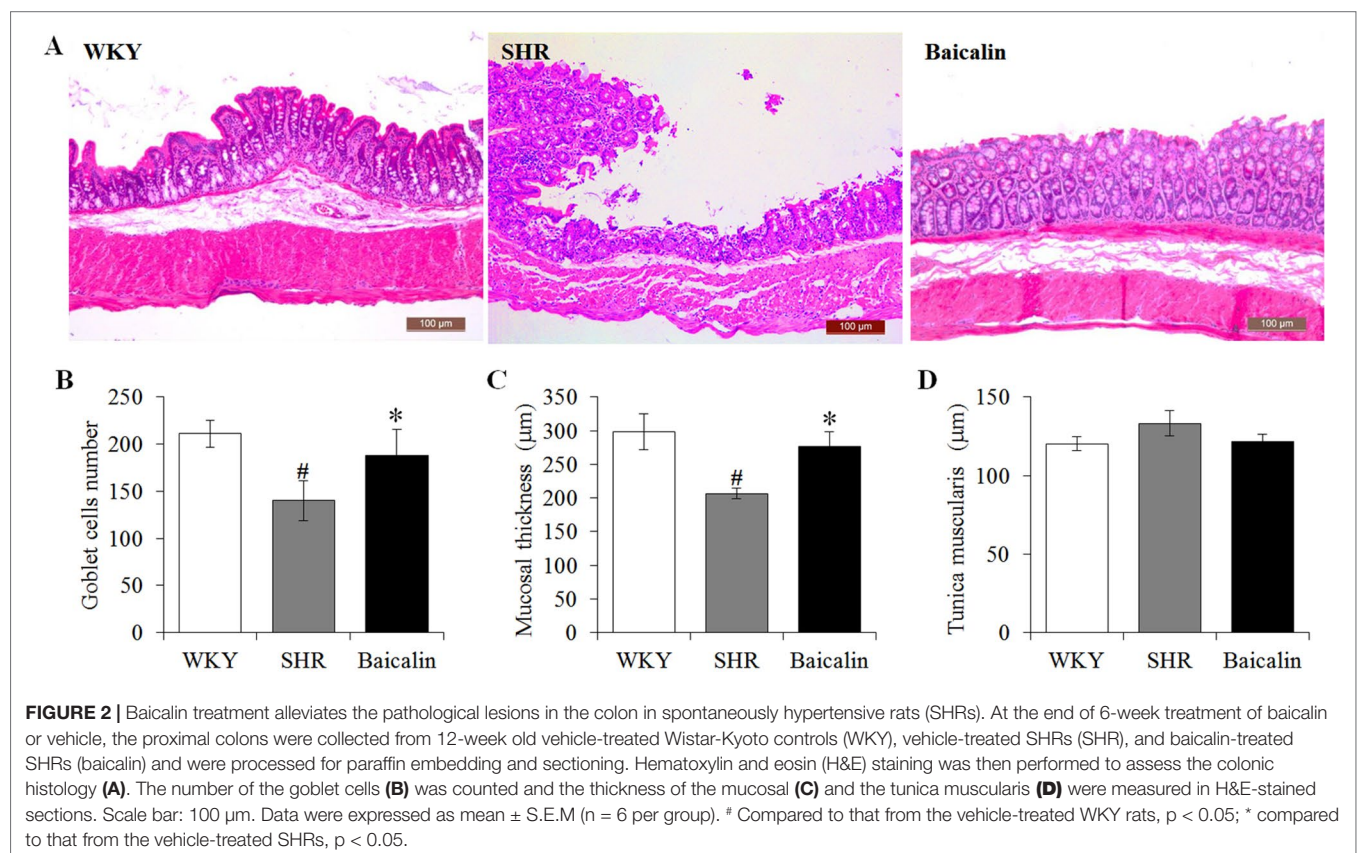 A WKY SHR Baicalin
100 µm 100 µm 100 µm
B
250
200
150
100
50
0
Goblet cells number
#
*
WKY SHR Baicalin
C
350
300
250
200
150
100
50
0
Mucosal thickness (µm)
#
*
WKY SHR Baicalin
D
150
100
50
0
Tunica muscularis (µm)
WKY SHR Baicalin
FIGURE 2 | Baicalin treatment alleviates the pathological lesions in the colon in spontaneously hypertensive rats (SHRs). At the end of 6-week treatment of baicalin
or vehicle, the proximal colons were collected from 12-week old vehicle-treated Wistar-Kyoto controls (WKY), vehicle-treated SHRs (SHR), and baicalin-treated
SHRs (baicalin) and were processed for paraffin embedding and sectioning. Hematoxylin and eosin (H&E) staining was then performed to assess the colonic
histology (A). The number of the goblet cells (B) was counted and the thickness of the mucosal (C) and the tunica muscularis (D) were measured in H&E-stained
sections. Scale bar: 100 µm. Data were expressed as mean ± S.E.M (n = 6 per group). # Compared to that from the vehicle-treated WKY rats, p < 0.05; * compared
to that from the vehicle-treated SHRs, p < 0.05.